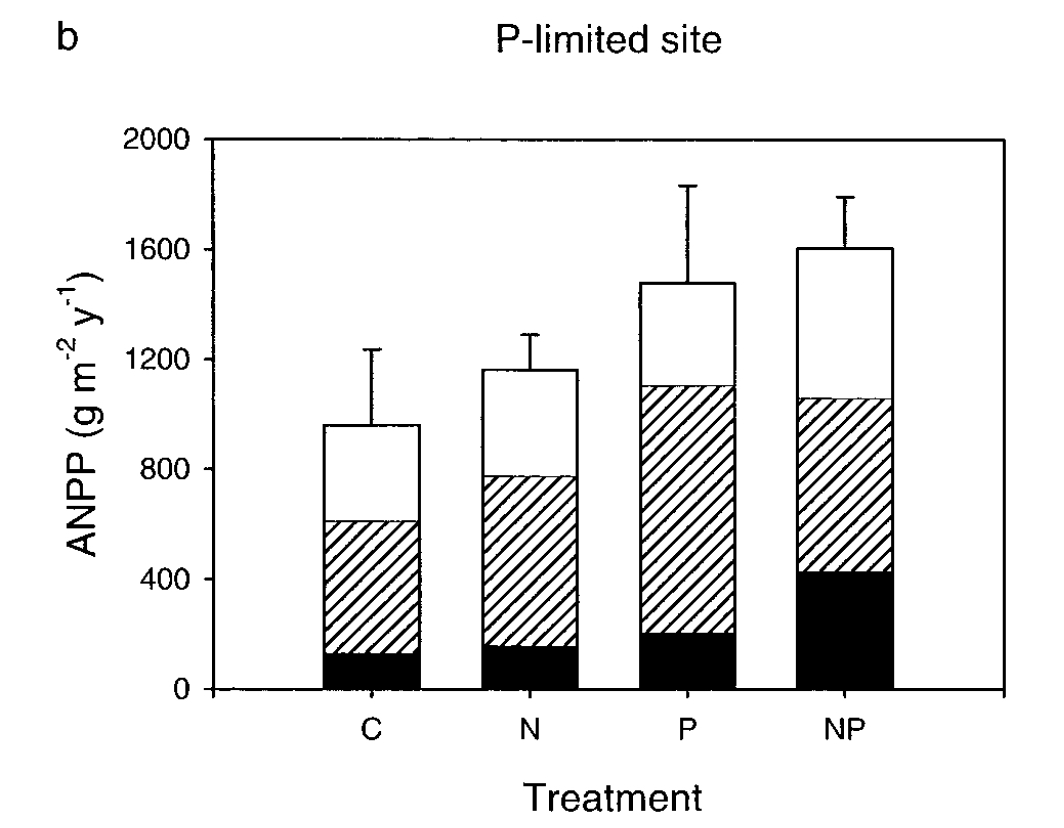 b
P-limited site
2000
1600
1200
800
400
0
ANPP (g m-2 y-1)
C N P NP
Treatment